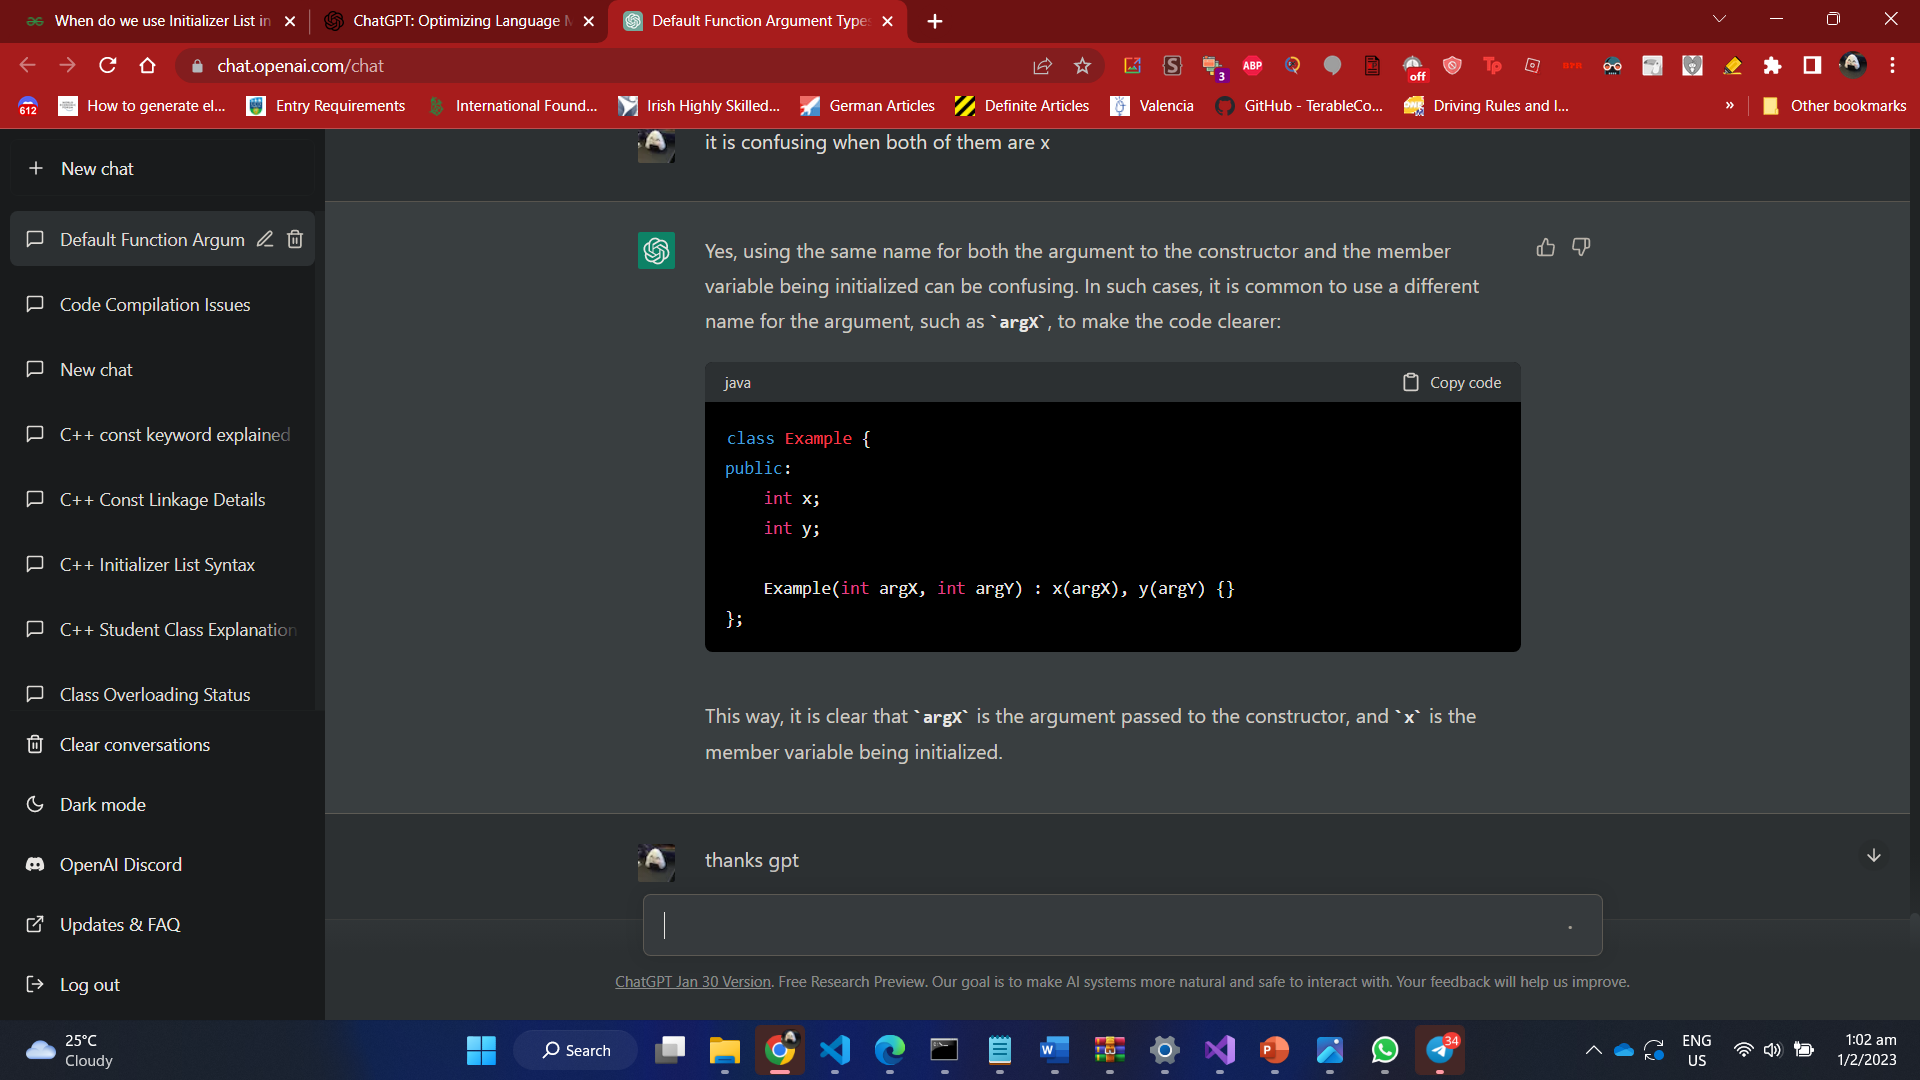 When do we use Initializer List in
ChatGPT: Optimizing Language M
Default Function Argument Types
chat.openai.com/chat
3
ABP
off
612
How to generate el...
Entry Requirements
International Found...
Irish Highly Skilled...
German Articles
Definite Articles
Valencia
GitHub - TerableCo...
Driving Rules and I...
»
Other bookmarks
New chat
Default Function Argum
Code Compilation Issues
New chat
C++ const keyword explained
C++ Const Linkage Details
C++ Initializer List Syntax
C++ Student Class Explanation
Class Overloading Status
Clear conversations
Dark mode
OpenAI Discord
Updates & FAQ
Log out
it is confusing when both of them are x
Yes, using the same name for both the argument to the constructor and the member
variable being initialized can be confusing. In such cases, it is common to use a different
name for the argument, such as `argX`, to make the code clearer:
java
Copy code
class Example {
public:
    int x;
    int y;
    Example(int argX, int argY) : x(argX), y(argY) {}
};
This way, it is clear that `argX` is the argument passed to the constructor, and `x` is the
member variable being initialized.
thanks gpt
ChatGPT Jan 30 Version. Free Research Preview. Our goal is to make AI systems more natural and safe to interact with. Your feedback will help us improve.
25°C
Cloudy
Search
34
ENG
US
1:02 am
1/2/2023